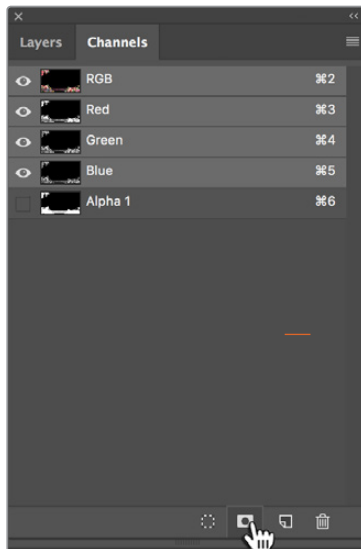 Layers Channels
RGB ⌘2
Red ⌘3
Green ⌘4
Blue ⌘5
Alpha 1 ⌘6